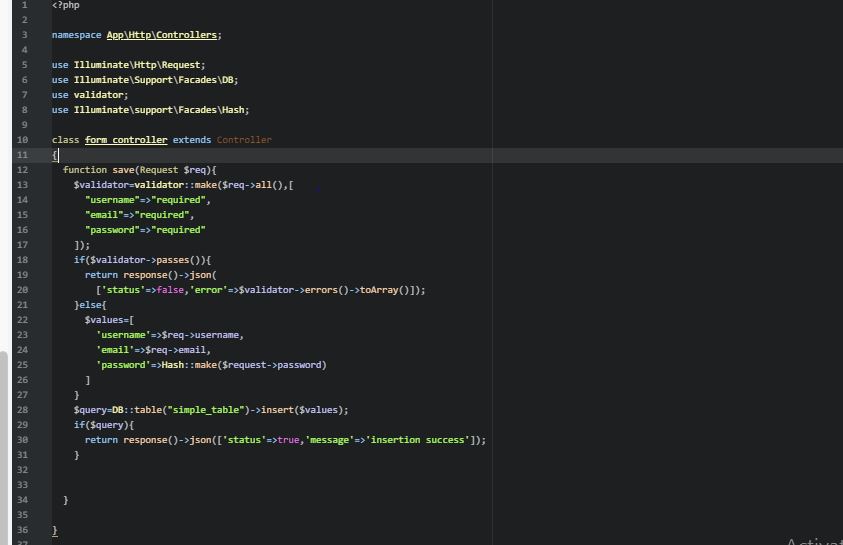 1 <?php
2
3 namespace App\Http\Controllers;
4
5 use Illuminate\Http\Request;
6 use Illuminate\Support\Facades\DB;
7 use validator;
8 use Illuminate\support\Facades\Hash;
9
10 class form_controller extends Controller
11 {
12 function save(Request $req){
13 $validator=validator::make($req->all(),[
14 "username"=>"required",
15 "email"=>"required",
16 "password"=>"required"
17 ]);
18 if($validator->passes()){
19 return response()->json(
20 ['status'=>false,'error'=>$validator->errors()->toArray()]);
21 }else{
22 $values=[
23 'username'=>$req->username,
24 'email'=>$req->email,
25 'password'=>Hash::make($request->password)
26 ]
27 }
28 $query=DB::table("simple_table")->insert($values);
29 if($query){
30 return response()->json(['status'=>true,'message'=>'insertion success']);
31 }
32
33
34 }
35
36 }
37